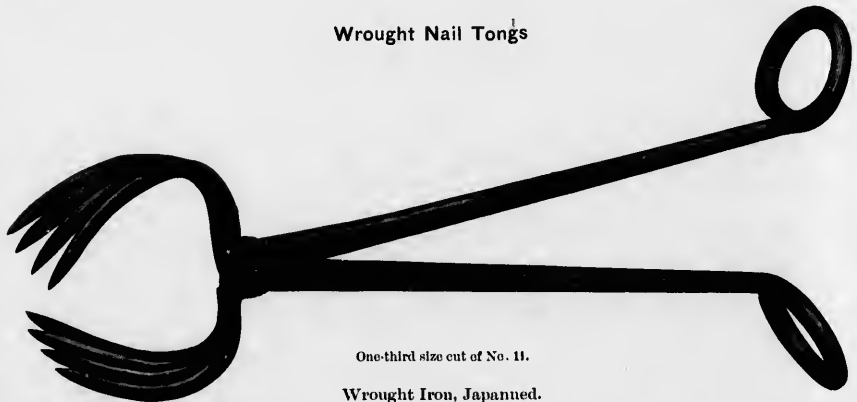 Wrought Nail Tongs
One-third size cut of No. 11.
Wrought Iron, Japanned.